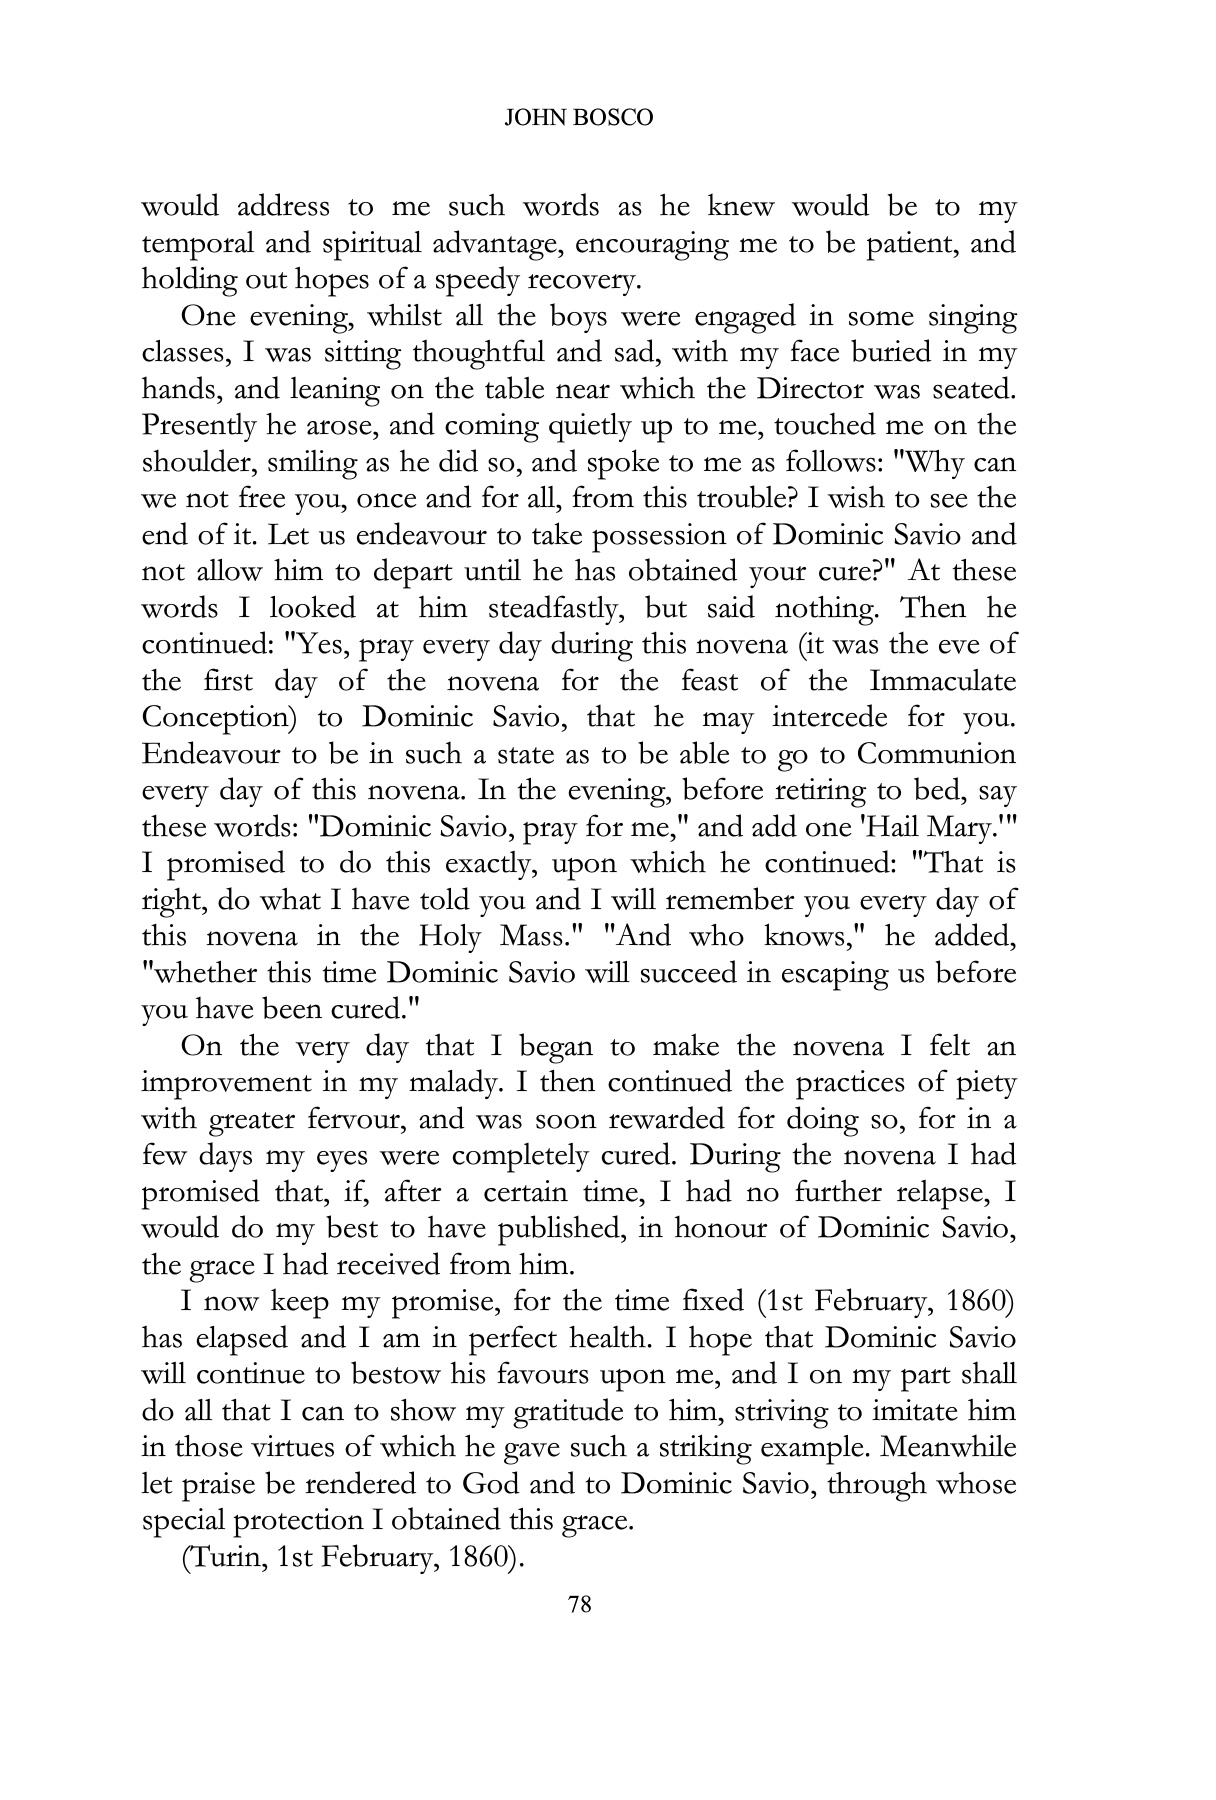 JOHN BOSCO
would address to me such words as he knew would be to my
temporal and spiritual advantage, encouraging me to be patient, and
holding out hopes of a speedy recovery.
One evening, whilst all the boys were engaged in some singing
classes, I was sitting thoughtful and sad, with my face buried in my
hands, and leaning on the table near which the Director was seated.
Presently he arose, and coming quietly up to me, touched me on the
shoulder, smiling as he did so, and spoke to me as follows: "Why can
we not free you, once and for all, from this trouble? I wish to see the
end of it. Let us endeavour to take possession of Dominic Savio and
not allow him to depart until he has obtained your cure?" At these
words I looked at him steadfastly, but said nothing. Then he
continued: "Yes, pray every day during this novena (it was the eve of
the first day of the novena for the feast of the Immaculate
Conception) to Dominic Savio, that he may intercede for you.
Endeavour to be in such a state as to be able to go to Communion
every day of this novena. In the evening, before retiring to bed, say
these words: "Dominic Savio, pray for me," and add one 'Hail Mary.'"
I promised to do this exactly, upon which he continued: "That is
right, do what I have told you and I will remember you every day of
this novena in the Holy Mass." "And who knows," he added,
"whether this time Dominic Savio will succeed in escaping us before
you have been cured."
On the very day that I began to make the novena I felt an
improvement in my malady. I then continued the practices of piety
with greater fervour, and was soon rewarded for doing so, for in a
few days my eyes were completely cured. During the novena I had
promised that, if, after a certain time, I had no further relapse, I
would do my best to have published, in honour of Dominic Savio,
the grace I had received from him.
I now keep my promise, for the time fixed (1st February, 1860)
has elapsed and I am in perfect health. I hope that Dominic Savio
will continue to bestow his favours upon me, and I on my part shall
do all that I can to show my gratitude to him, striving to imitate him
in those virtues of which he gave such a striking example. Meanwhile
let praise be rendered to God and to Dominic Savio, through whose
special protection I obtained this grace.
(Turin, 1st February, 1860).
78